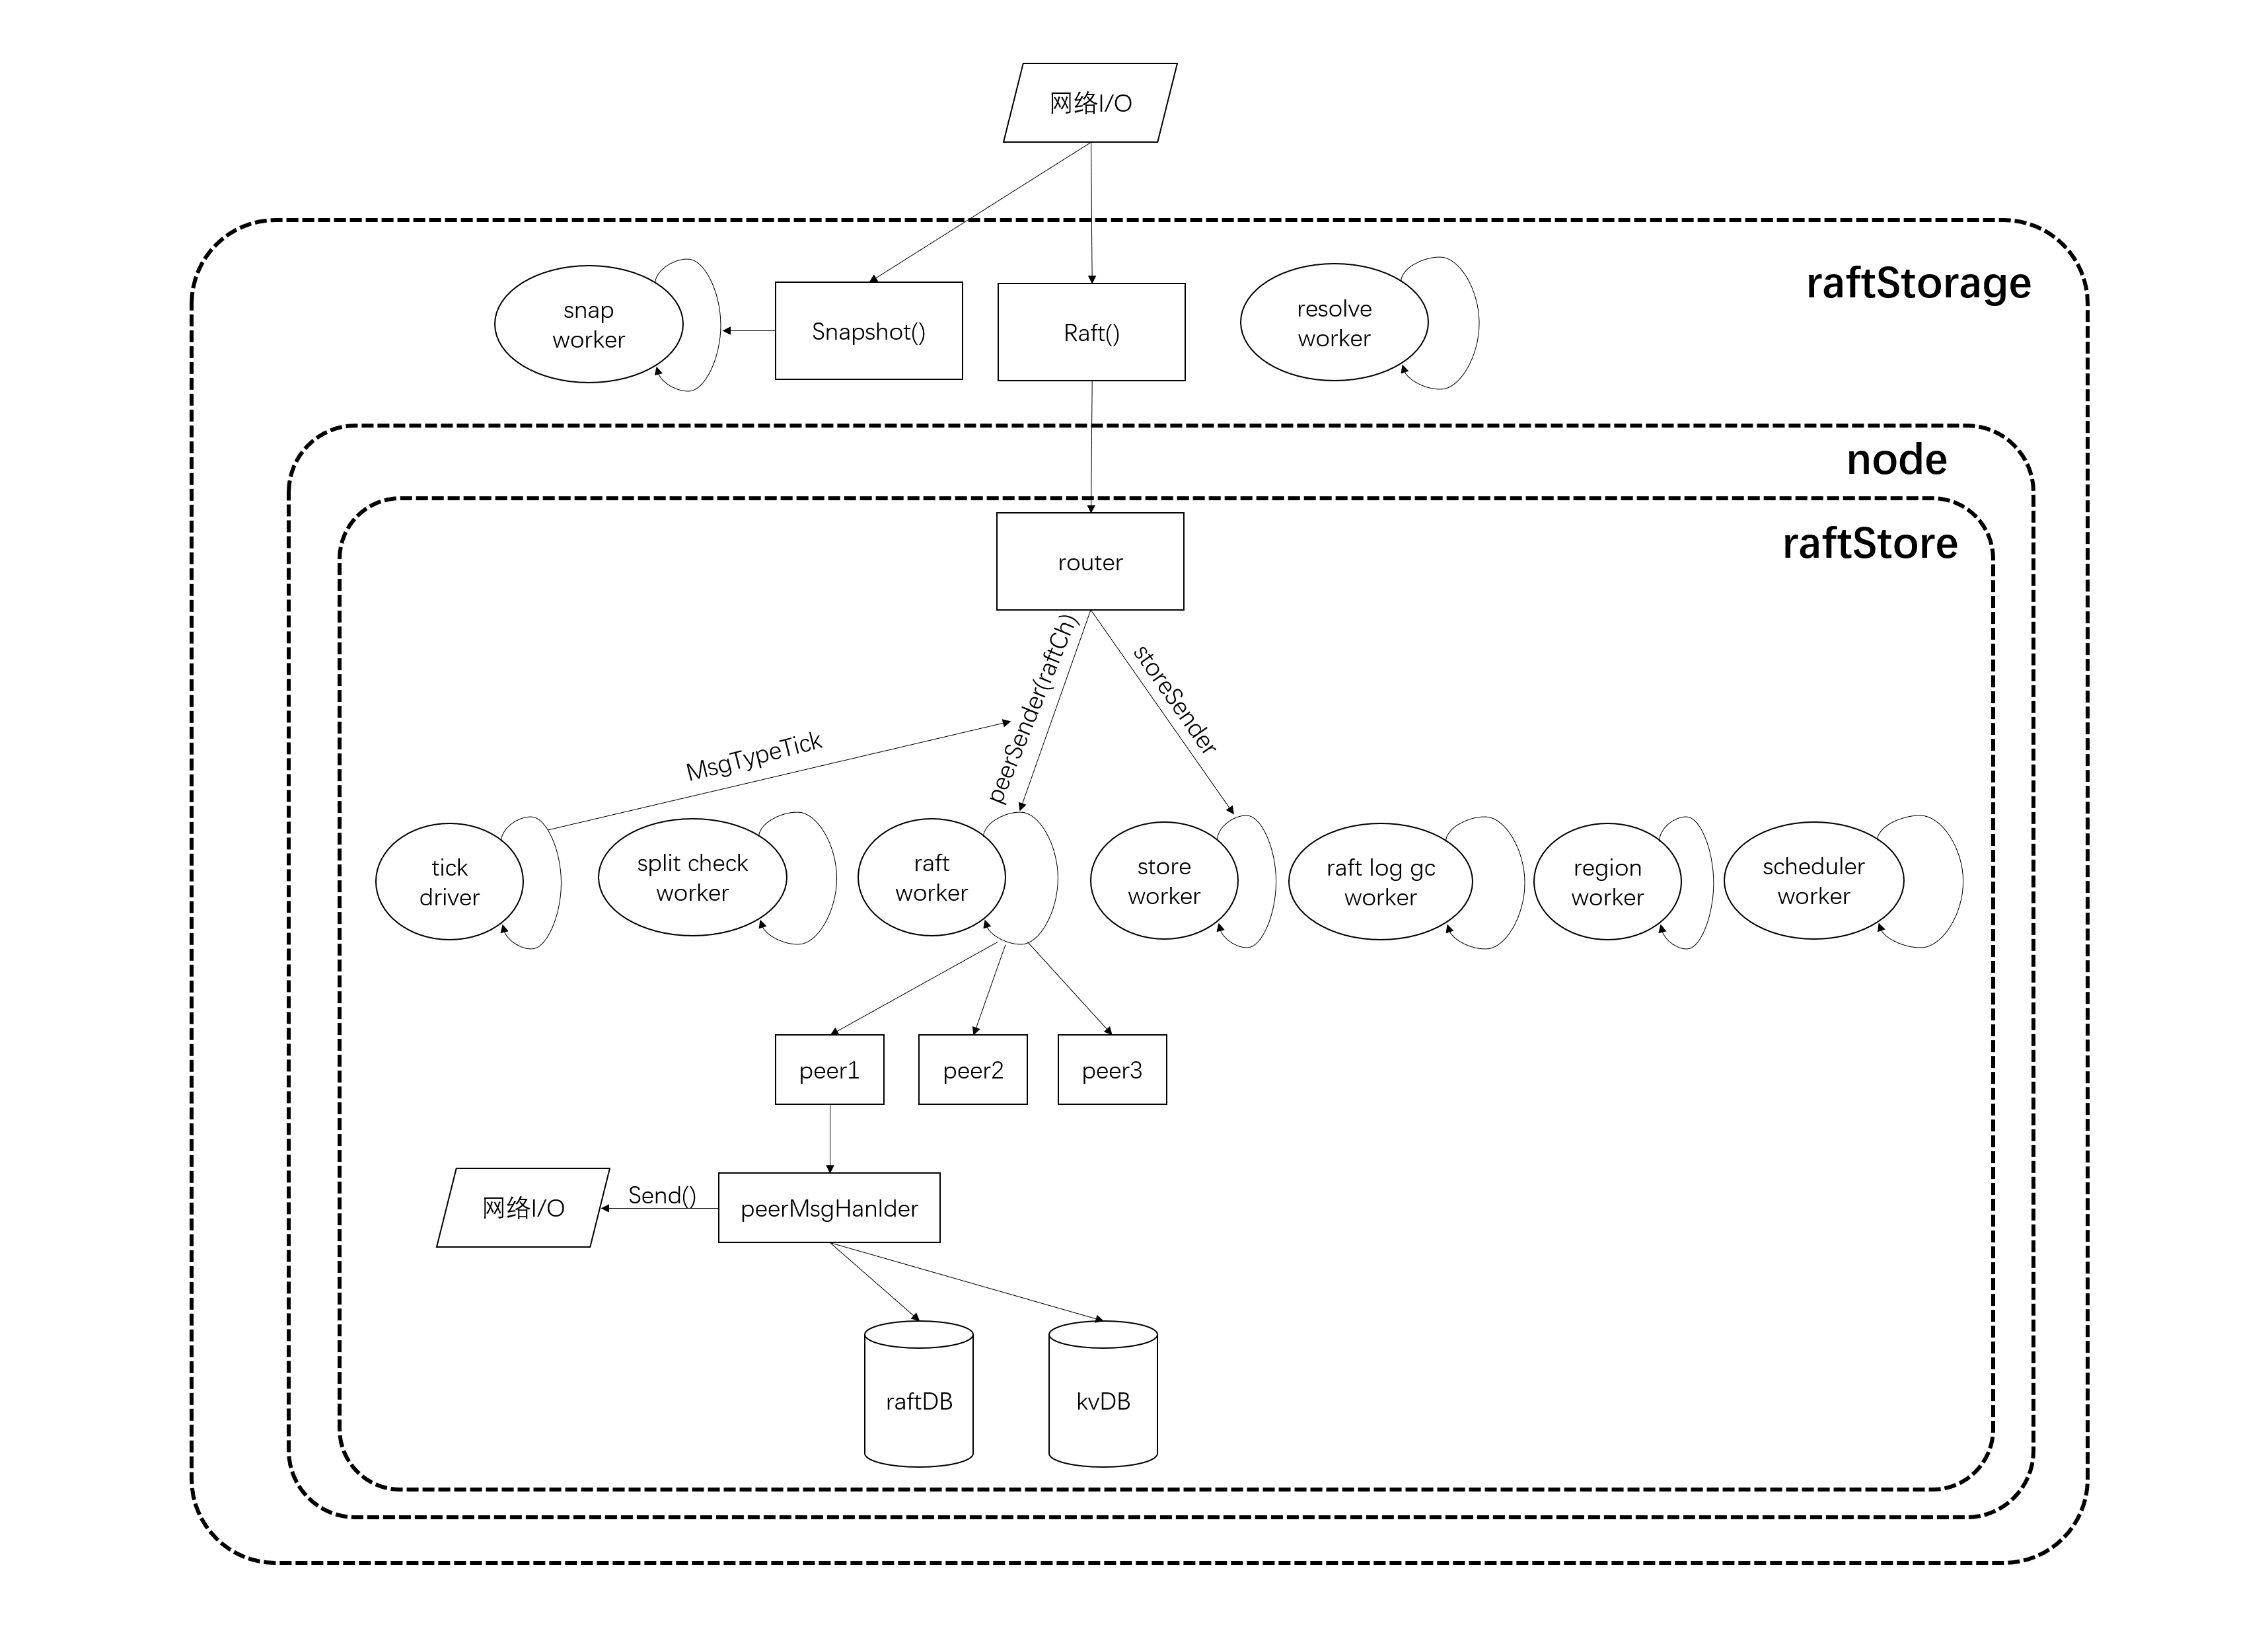 网络I/O
raftStorage
snap
worker
Snapshot()
Raft()
resolve
worker
node
raftStore
router
peerSender(raftCh)
storeSender
MsgTypeTick
tick
driver
split check
worker
raft
worker
store
worker
raft log gc
worker
region
worker
scheduler
worker
peer1
peer2
peer3
网络I/O
Send()
peerMsgHanlder
raftDB
kvDB